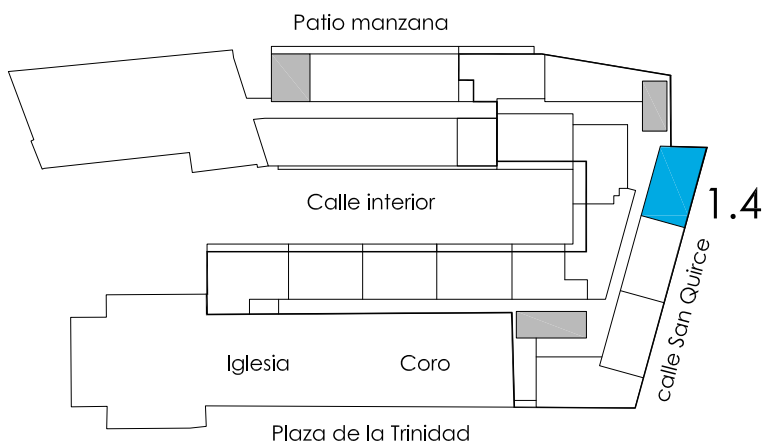 Patio manzana
Calle interior
1.4
calle San Quirce
Iglesia
Coro
Plaza de la Trinidad